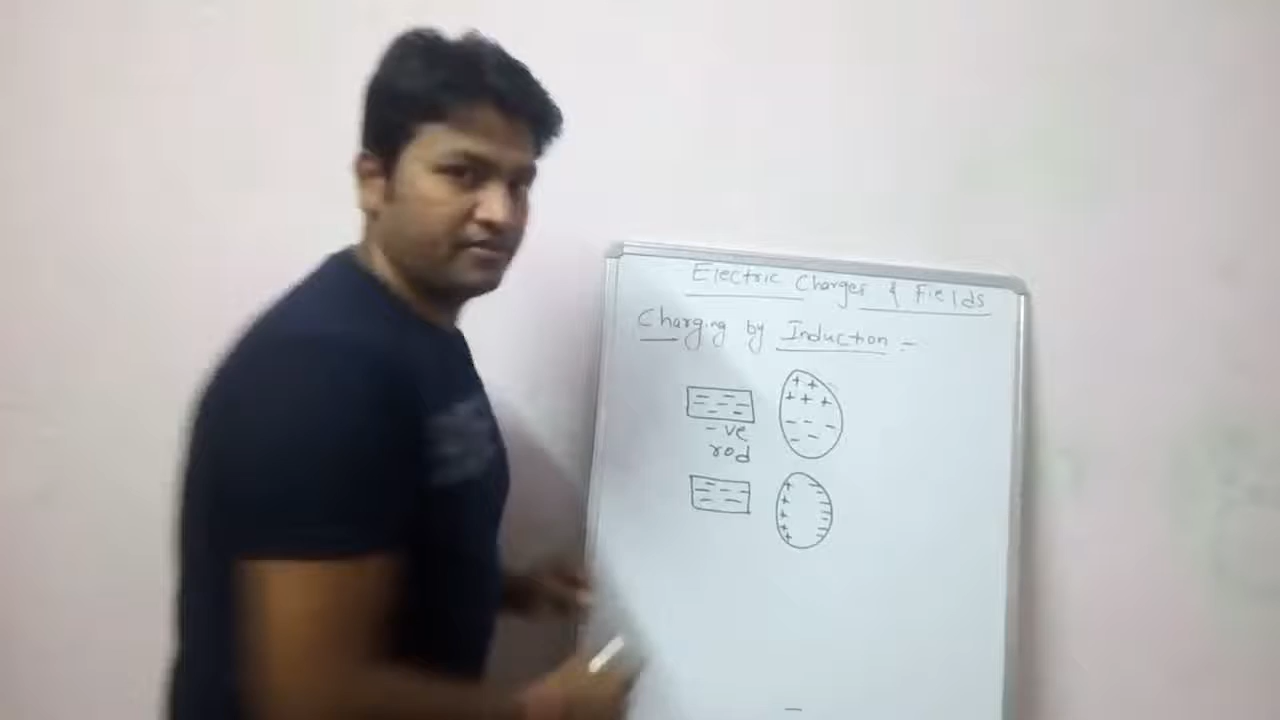 Electric Charges & Fields
Charging by Induction :-
-ve
rod